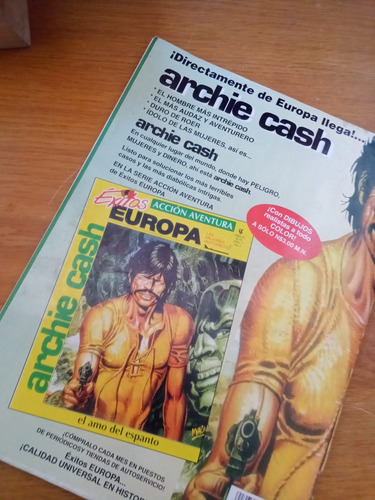 ¡Directamente de Europa llega!...
archie cash
• EL HOMBRE MÁS INTRÉPIDO
• EL MÁS AUDAZ Y AVENTURERO
• DURO DE ROER
• ÍDOLO DE LAS MUJERES, así es...
archie cash
En cualquier lugar del mundo, donde hay PELIGRO,
MUJERES y DINERO, ahí está archie cash.
Listo para solucionar los más terribles
casos y las más diabólicas intrigas.
EN LA SERIE ACCIÓN AVENTURA
de Éxitos EUROPA
¡Con DIBUJOS
realistas a todo
COLOR!
A SOLO N$3.00 M.N.
Éxitos
ACCIÓN AVENTURA
EUROPA
archie cash
el amo del espanto
¡CÓMPRALO CADA MES EN PUESTOS
DE PERIÓDICOS Y TIENDAS DE AUTOSERVICIO!
Éxitos EUROPA...
¡CALIDAD UNIVERSAL EN HISTO